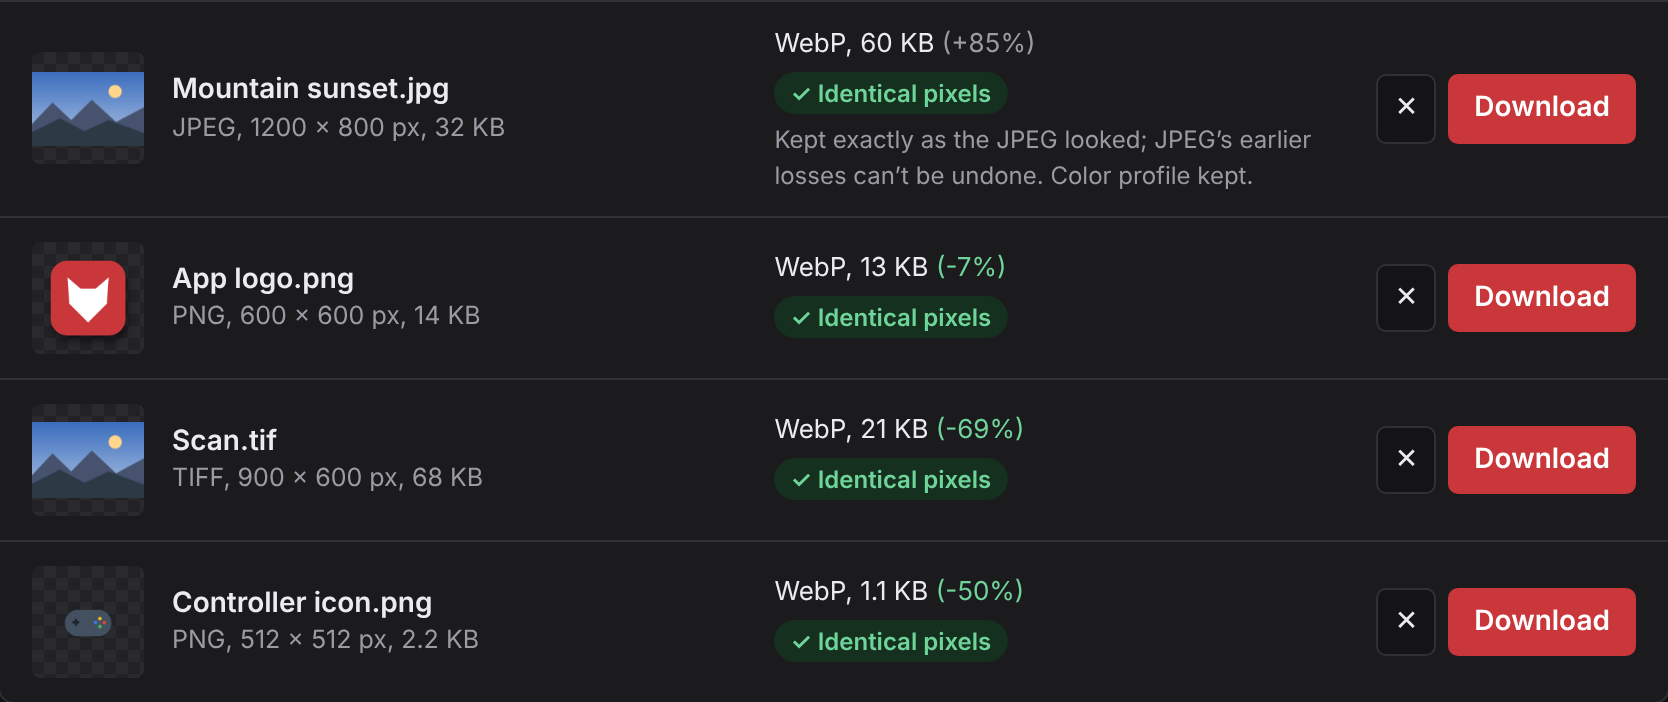 Mountain sunset.jpg
JPEG, 1200 × 800 px, 32 KB
WebP, 60 KB (+85%)
✓ Identical pixels
Kept exactly as the JPEG looked; JPEG’s earlier
losses can’t be undone. Color profile kept.
✕
Download
App logo.png
PNG, 600 × 600 px, 14 KB
WebP, 13 KB (-7%)
✓ Identical pixels
✕
Download
Scan.tif
TIFF, 900 × 600 px, 68 KB
WebP, 21 KB (-69%)
✓ Identical pixels
✕
Download
Controller icon.png
PNG, 512 × 512 px, 2.2 KB
WebP, 1.1 KB (-50%)
✓ Identical pixels
✕
Download